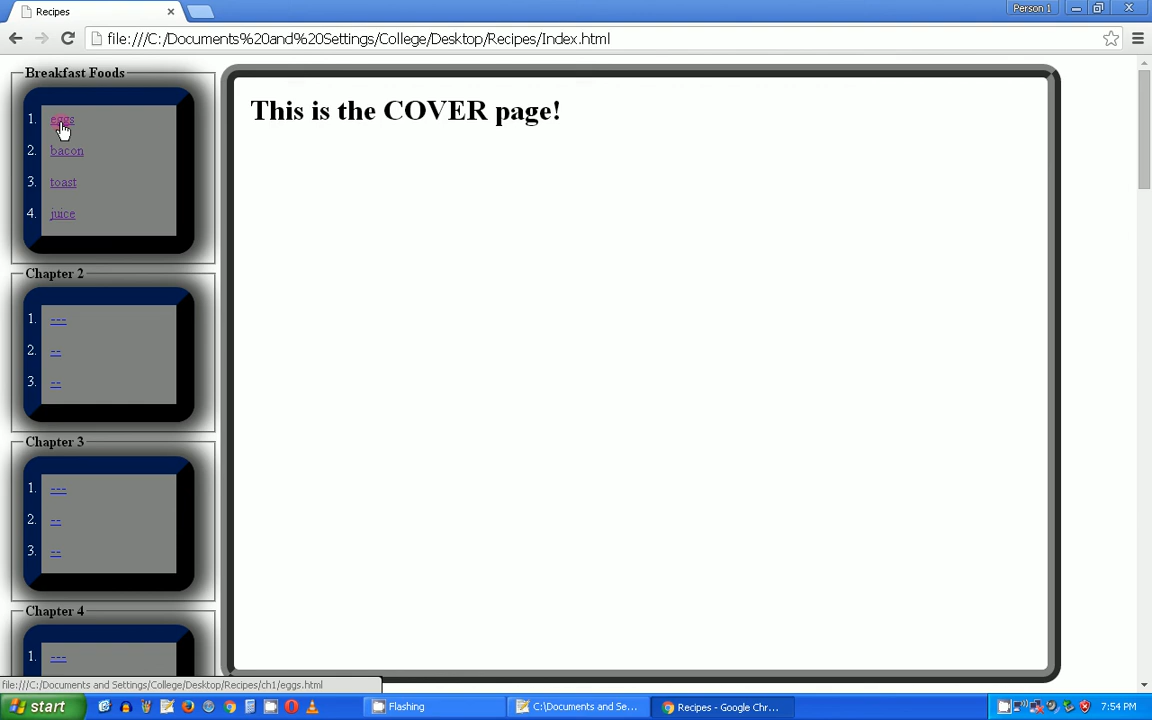 Recipes
Person 1
file:///C:/Documents%20and%20Settings/College/Desktop/Recipes/Index.html
Breakfast Foods
1. eggs
2. bacon
3. toast
4. juice
This is the COVER page!
Chapter 2
1. ---
2. --
3. --
Chapter 3
1. ---
2. --
3. --
Chapter 4
1. ---
file:///C:/Documents and Settings/College/Desktop/Recipes/ch1/eggs.html
start
Flashing
C:\Documents and Se...
Recipes - Google Chr...
7:54 PM